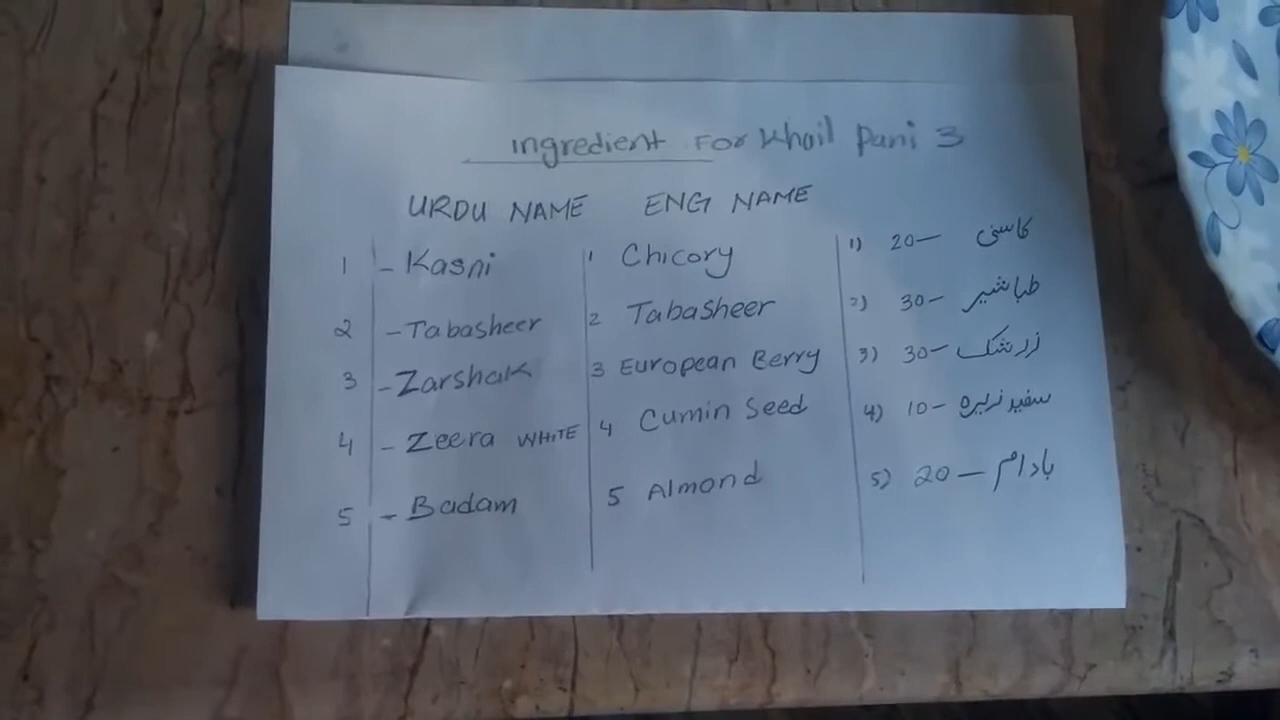 Ingredient For Khail Pani 3
URDU NAME ENG NAME
1 - Kasni 1 Chicory 1) 20 — کاسنی
2 - Tabasheer 2 Tabasheer 2) 30 — طباشیر
3 - Zarshak 3 European Berry 3) 30 — زرشک
4 - Zeera WHITE 4 Cumin Seed 4) 10 — سفید زیرہ
5 - Badam 5 Almond 5) 20 — بادام